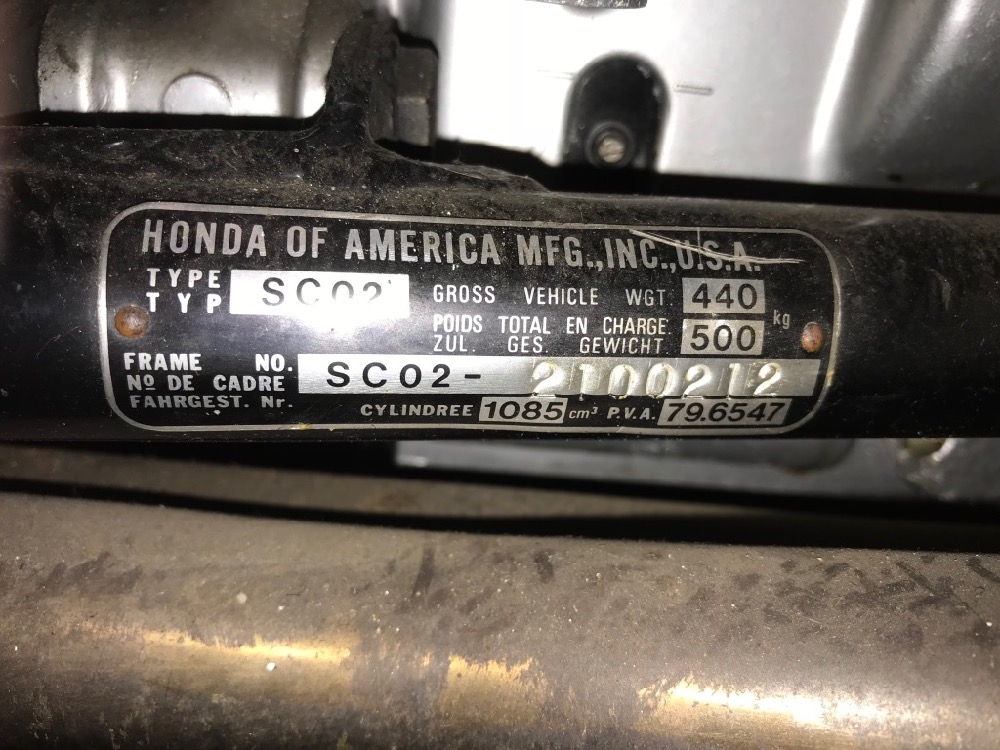 HONDA OF AMERICA MFG.,INC.,U.S.A.
TYPE
TYP
SC02
GROSS VEHICLE WGT. 440
POIDS TOTAL EN CHARGE.
ZUL. GES. GEWICHT
500
kg
FRAME NO.
Nº DE CADRE
FAHRGEST. Nr.
SC02- 2100212
CYLINDREE 1085 cm³ P.V.A. 79.6547